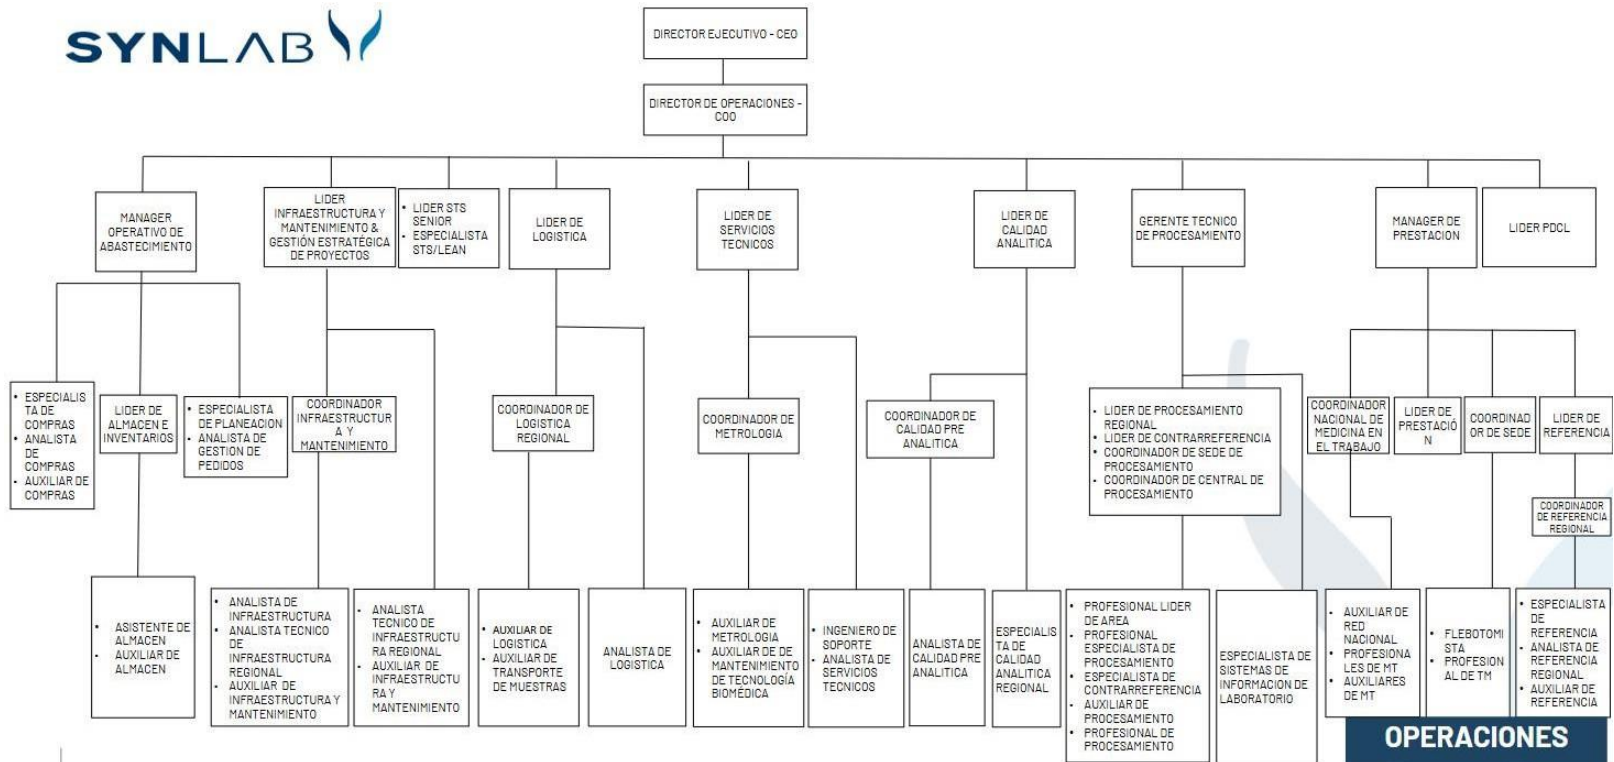 SYNLAB
DIRECTOR EJECUTIVO - CEO
DIRECTOR DE OPERACIONES -
COO
MANAGER
OPERATIVO DE
ABASTECIMIENTO
LIDER
INFRAESTRUCTURA Y
MANTENIMIENTO &
GESTIÓN ESTRATÉGICA
DE PROYECTOS
• LIDER STS
SENIOR
• ESPECIALISTA
STS/LEAN
LIDER DE
LOGISTICA
LIDER DE
SERVICIOS
TECNICOS
LIDER DE
CALIDAD
ANALITICA
GERENTE TECNICO
DE PROCESAMIENTO
MANAGER DE
PRESTACION
LIDER PDCL
• ESPECIALIS
TA DE
COMPRAS
• ANALISTA
DE
COMPRAS
• AUXILIAR DE
COMPRAS
LIDER DE
ALMACEN E
INVENTARIOS
• ESPECIALISTA
DE PLANEACION
• ANALISTA DE
GESTION DE
PEDIDOS
COORDINADOR
INFRAESTRUCTUR
A Y
MANTENIMIENTO
COORDINADOR DE
LOGISTICA
REGIONAL
COORDINADOR DE
METROLOGIA
COORDINADOR DE
CALIDAD PRE
ANALITICA
• LIDER DE PROCESAMIENTO
REGIONAL
• LIDER DE CONTRARREFERENCIA
• COORDINADOR DE SEDE DE
PROCESAMIENTO
• COORDINADOR DE CENTRAL DE
PROCESAMIENTO
COORDINADOR
NACIONAL DE
MEDICINA EN
EL TRABAJO
LIDER DE
PRESTACIÓ
N
COORDINAD
OR DE SEDE
LIDER DE
REFERENCIA
COORDINADOR
DE REFERENCIA
REGIONAL
• ASISTENTE DE
ALMACEN
• AUXILIAR DE
ALMACEN
• ANALISTA DE
INFRAESTRUCTURA
• ANALISTA TECNICO
DE
INFRAESTRUCTURA
REGIONAL
• AUXILIAR DE
INFRAESTRUCTURA Y
MANTENIMIENTO
• ANALISTA
TECNICO DE
INFRAESTRUCTU
RA REGIONAL
• AUXILIAR DE
INFRAESTRUCTU
RA Y
MANTENIMIENTO
• AUXILIAR DE
LOGISTICA
• AUXILIAR DE
TRANSPORTE DE
MUESTRAS
ANALISTA DE
LOGISTICA
• AUXILIAR DE
METROLOGIA
• AUXILIAR DE DE
MANTENIMIENTO
DE TECNOLOGÍA
BIOMÉDICA
• INGENIERO DE
SOPORTE
• ANALISTA DE
SERVICIOS
TECNICOS
ANALISTA DE
CALIDAD PRE
ANALITICA
ESPECIALIS
TA DE
CALIDAD
ANALITICA
REGIONAL
• PROFESIONAL LIDER
DE AREA
• PROFESIONAL
ESPECIALISTA DE
PROCESAMIENTO
• ESPECIALISTA DE
CONTRARREFERENCIA
• AUXILIAR DE
PROCESAMIENTO
• PROFESIONAL DE
PROCESAMIENTO
ESPECIALISTA DE
SISTEMAS DE
INFORMACION DE
LABORATORIO
• AUXILIAR DE
RED
NACIONAL
• PROFESIONA
LES DE MT
• AUXILIARES
DE MT
• FLEBOTOMI
STA
• PROFESION
AL DE TM
• ESPECIALISTA
DE
REFERENCIA
• ANALISTA DE
REFERENCIA
REGIONAL
• AUXILIAR DE
REFERENCIA
OPERACIONES